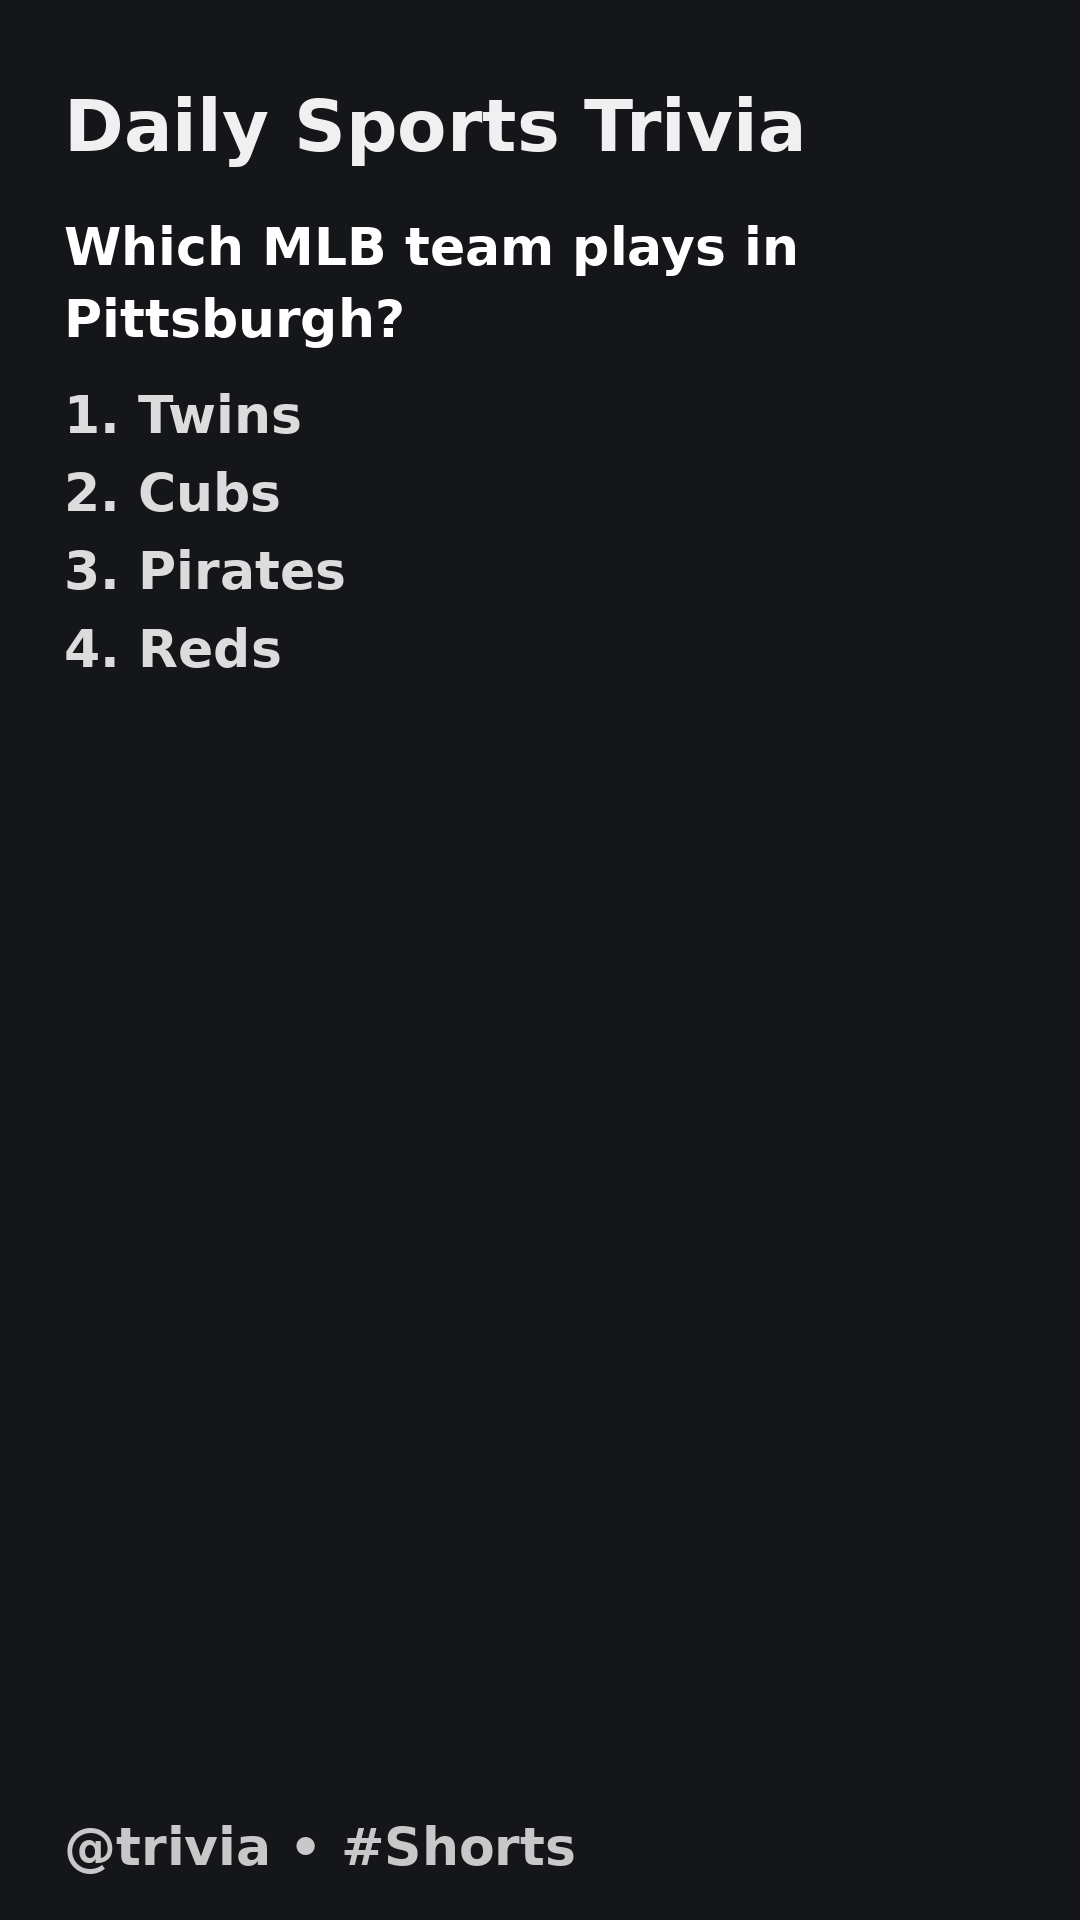 Daily Sports Trivia
Which MLB team plays in
Pittsburgh?
1. Twins
2. Cubs
3. Pirates
4. Reds
@trivia • #Shorts